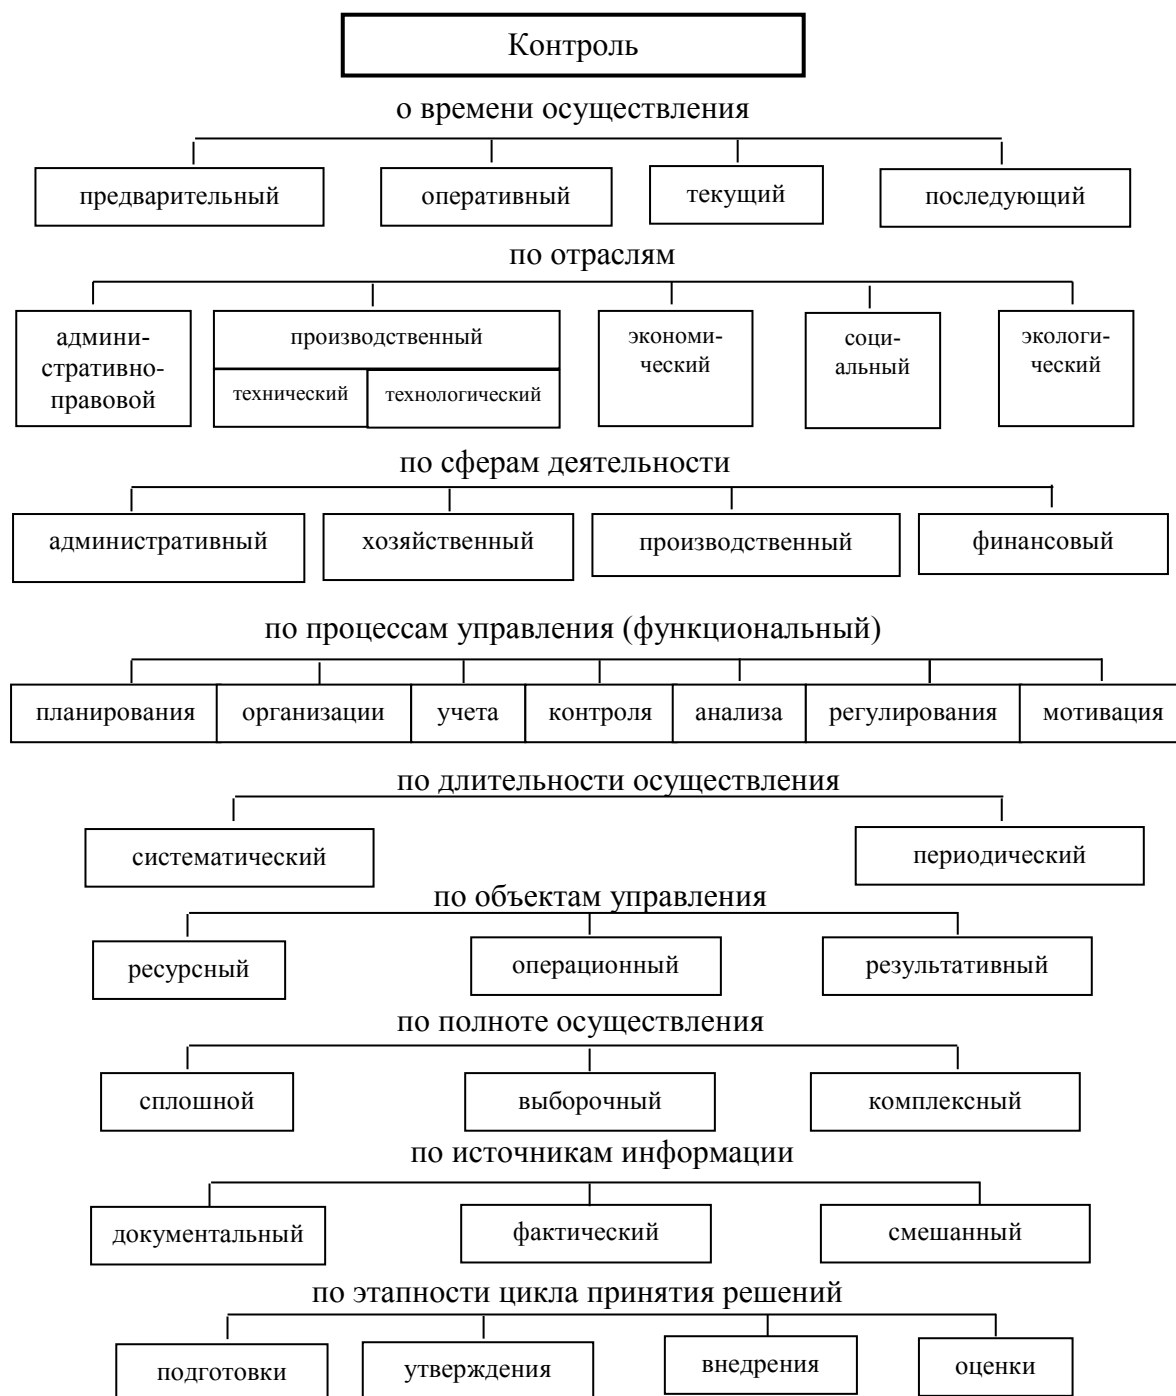 Контроль
о времени осуществления
предварительный оперативный текущий последующий
по отраслям
админи- производственный экономи- соци- экологи-
стративно- ческий альный ческий
правовой технический технологический
по сферам деятельности
административный хозяйственный производственный финансовый
по процессам управления (функциональный)
планирования организации учета контроля анализа регулирования мотивация
по длительности осуществления
систематический периодический
по объектам управления
ресурсный операционный результативный
по полноте осуществления
сплошной выборочный комплексный
по источникам информации
документальный фактический смешанный
по этапности цикла принятия решений
подготовки утверждения внедрения оценки